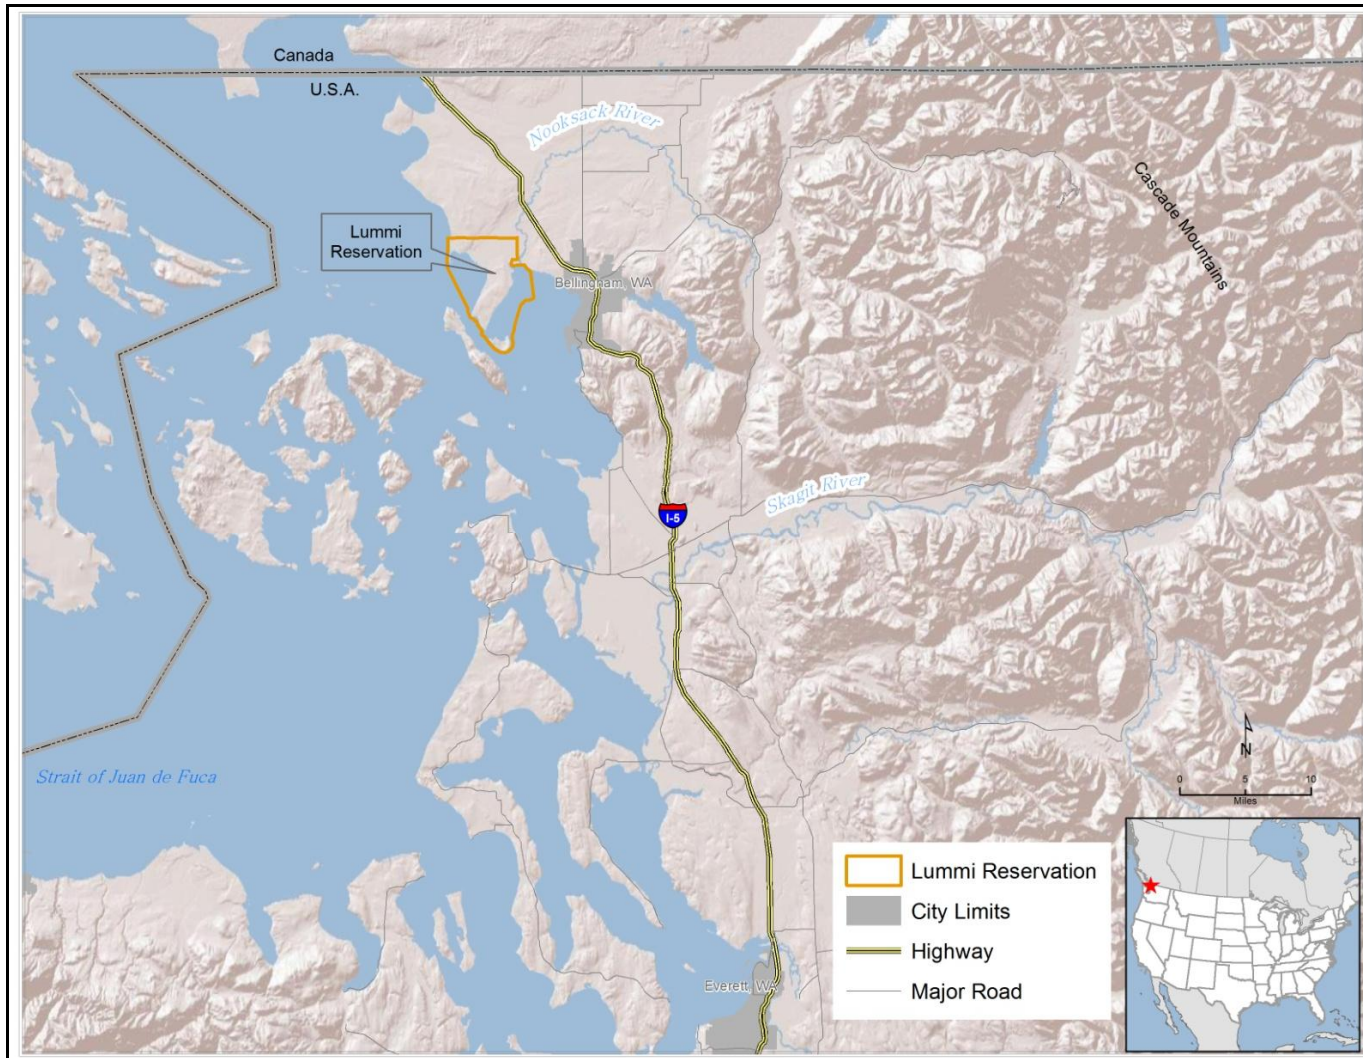 Canada
U.S.A.
Nooksack River
Cascade Mountains
Lummi
Reservation
Bellingham, WA
Skagit River
I-5
Strait of Juan de Fuca
N
0 5 10
Miles
Lummi Reservation
City Limits
Highway
Major Road
Everett, WA